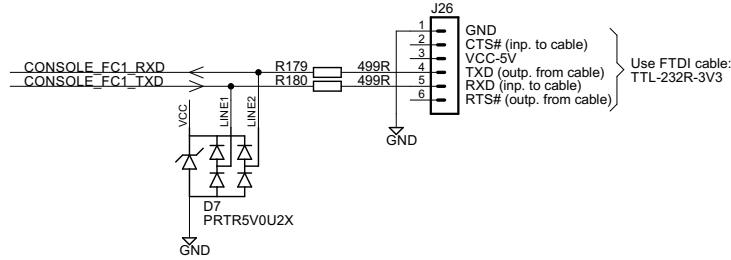 J26
1 GND
2 CTS# (inp. to cable)
3 VCC-5V
CONSOLE_FC1_RXD R179 499R 4 TXD (outp. from cable)
CONSOLE_FC1_TXD R180 499R 5 RXD (inp. to cable)
6 RTS# (outp. from cable)
Use FTDI cable:
TTL-232R-3V3
VCC
LINE1
LINE2
GND
D7
PRTR5V0U2X
GND